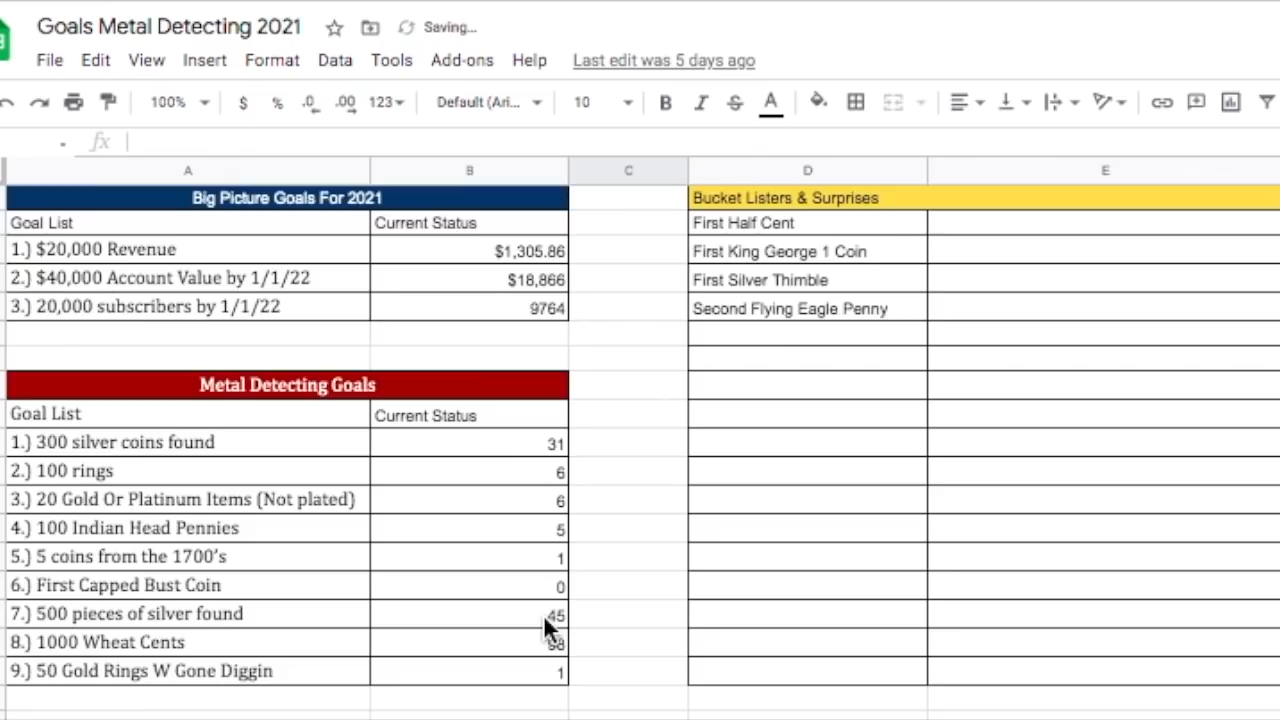 Goals Metal Detecting 2021 Saving...
File Edit View Insert Format Data Tools Add-ons Help Last edit was 5 days ago
100% $ % .0 .00 123 Default (Ari... 10 B I S A
fx
A B C D E
Big Picture Goals For 2021 Bucket Listers & Surprises
Goal List Current Status First Half Cent
1.) $20,000 Revenue $1,305.86 First King George 1 Coin
2.) $40,000 Account Value by 1/1/22 $18,866 First Silver Thimble
3.) 20,000 subscribers by 1/1/22 9764 Second Flying Eagle Penny
Metal Detecting Goals
Goal List Current Status
1.) 300 silver coins found 31
2.) 100 rings 6
3.) 20 Gold Or Platinum Items (Not plated) 6
4.) 100 Indian Head Pennies 5
5.) 5 coins from the 1700's 1
6.) First Capped Bust Coin 0
7.) 500 pieces of silver found 45
8.) 1000 Wheat Cents
9.) 50 Gold Rings W Gone Diggin 1